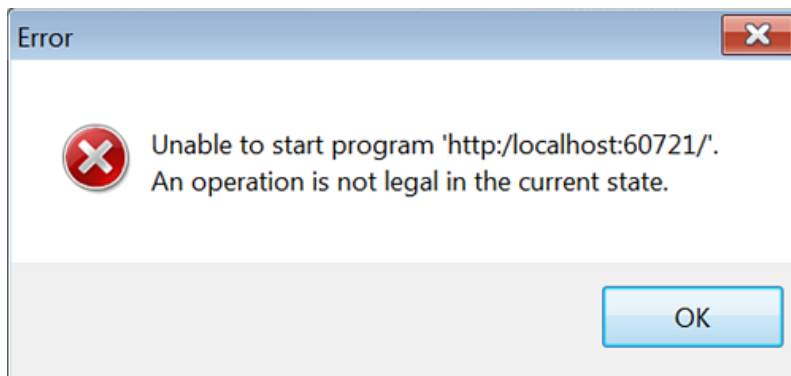 Error
Unable to start program 'http:/localhost:60721/'.
An operation is not legal in the current state.
OK